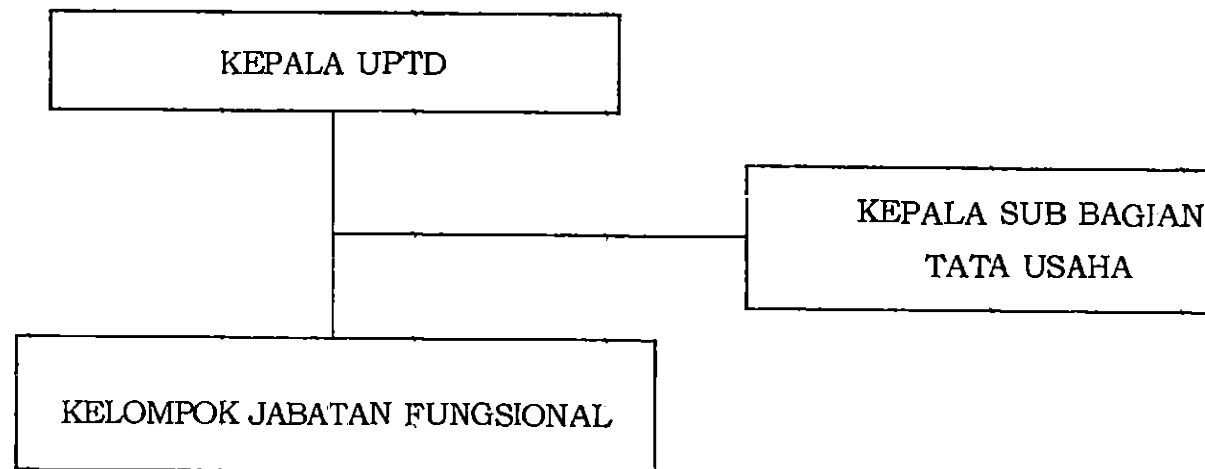 KEPALA UPTD
KEPALA SUB BAGIAN
TATA USAHA
KELOMPOK JABATAN FUNGSIONAL